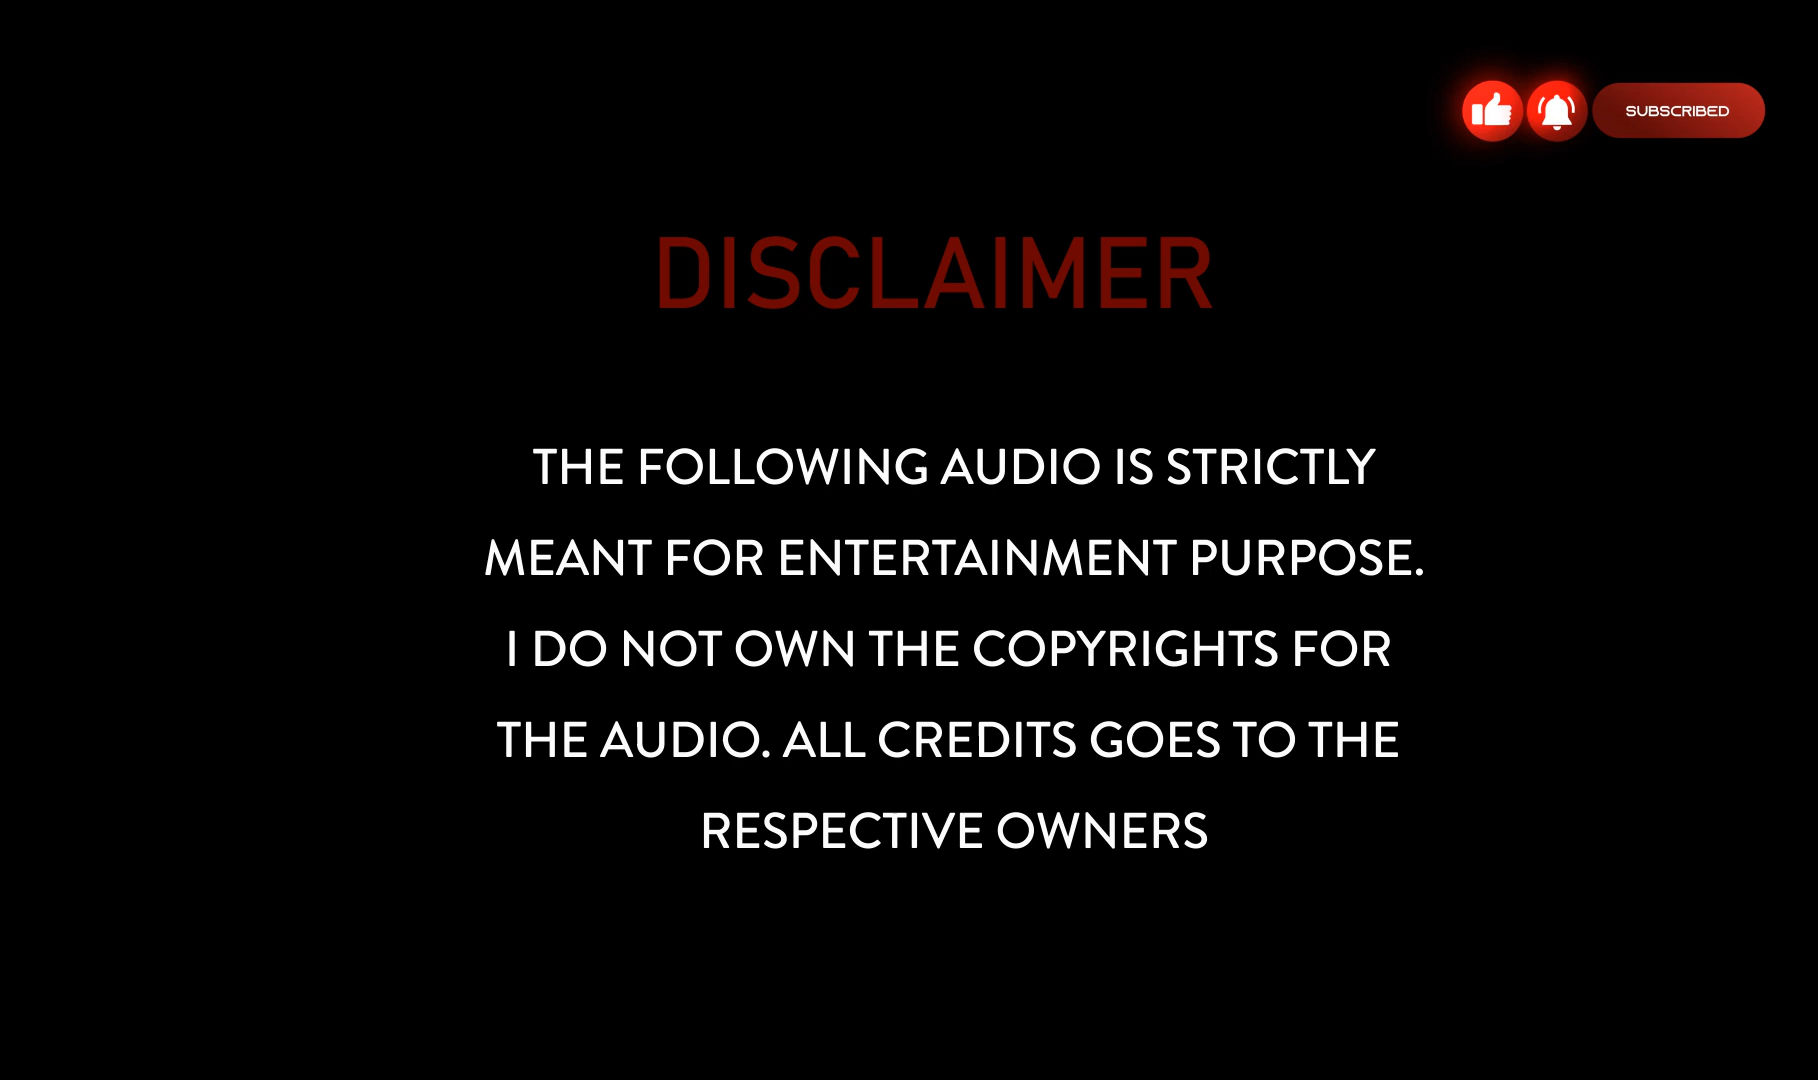 SUBSCRIBED
DISCLAIMER
THE FOLLOWING AUDIO IS STRICTLY
MEANT FOR ENTERTAINMENT PURPOSE.
I DO NOT OWN THE COPYRIGHTS FOR
THE AUDIO. ALL CREDITS GOES TO THE
RESPECTIVE OWNERS